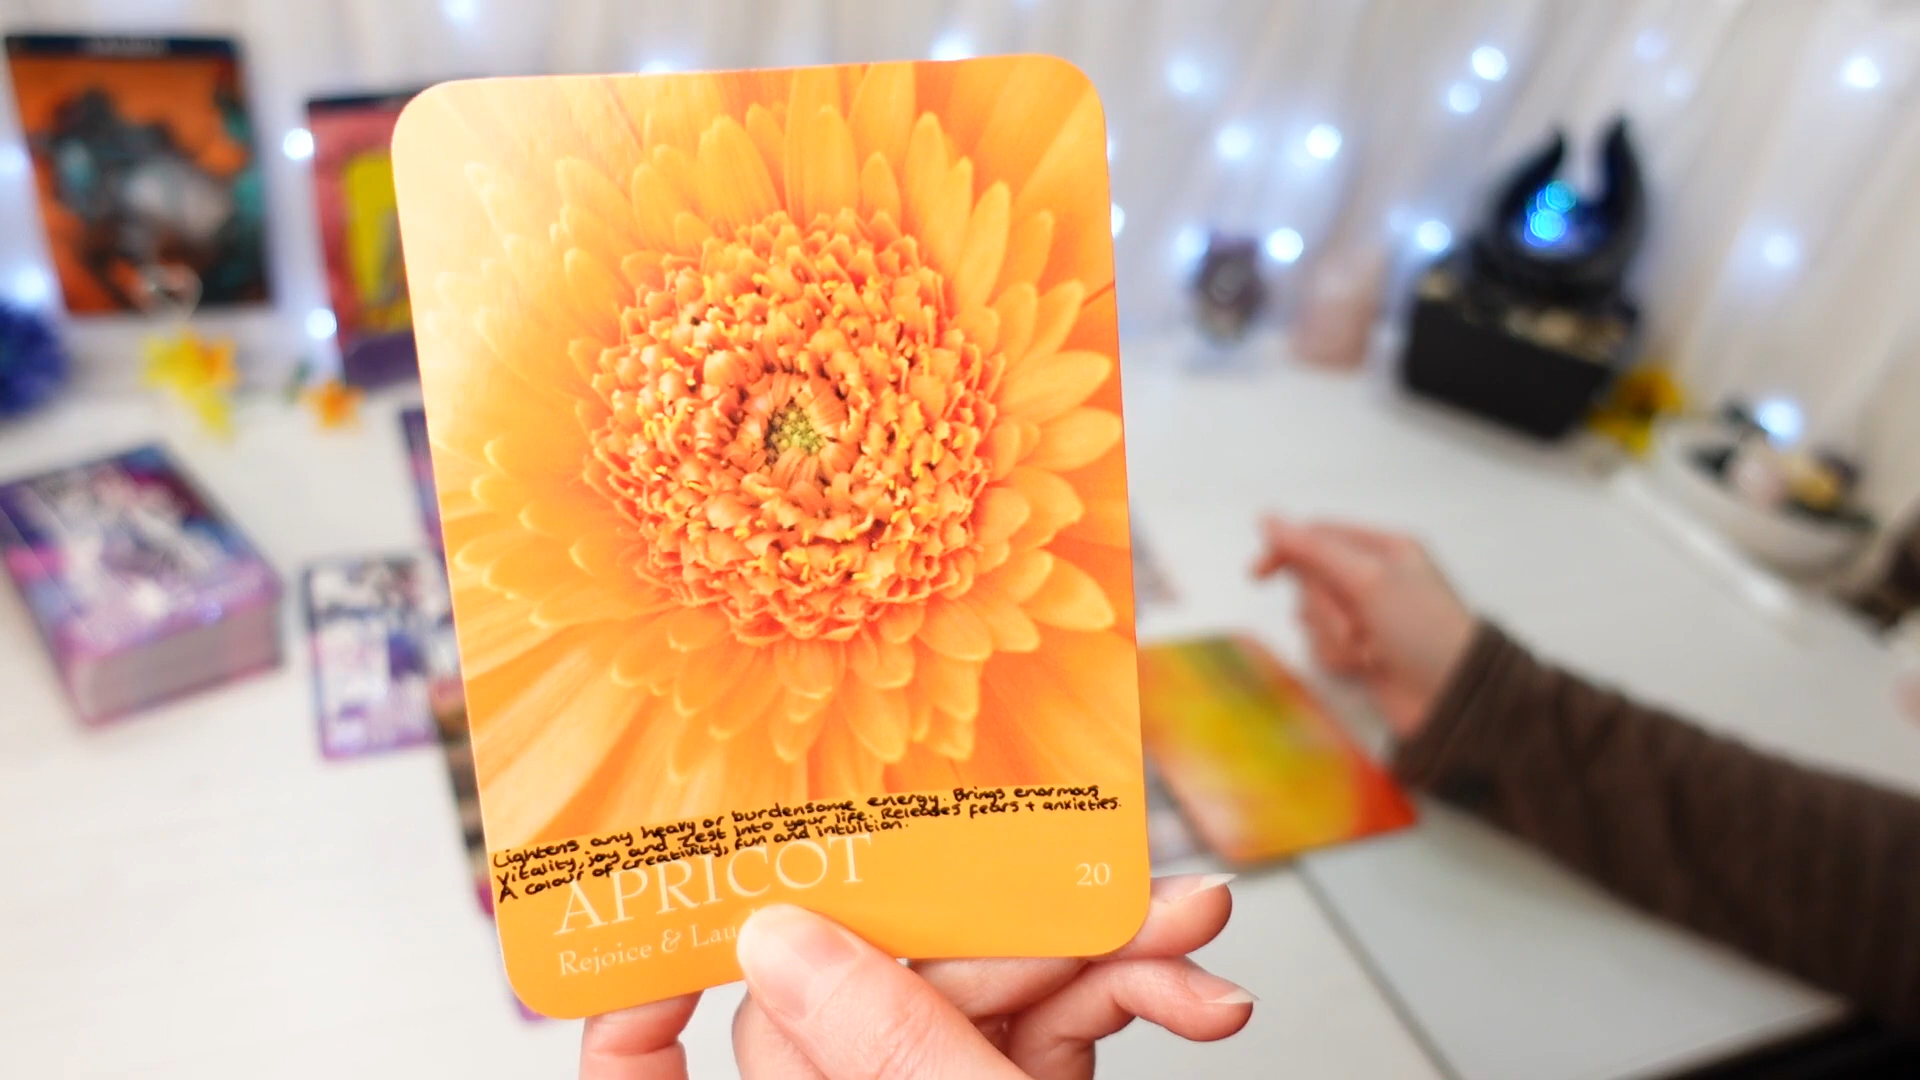 Lightens any heavy or burdensome energy. Brings enormous
vitality, joy and zest into your life. Releases fears + anxieties.
A colour of creativity, fun and intuition.
APRICOT
20
Rejoice &